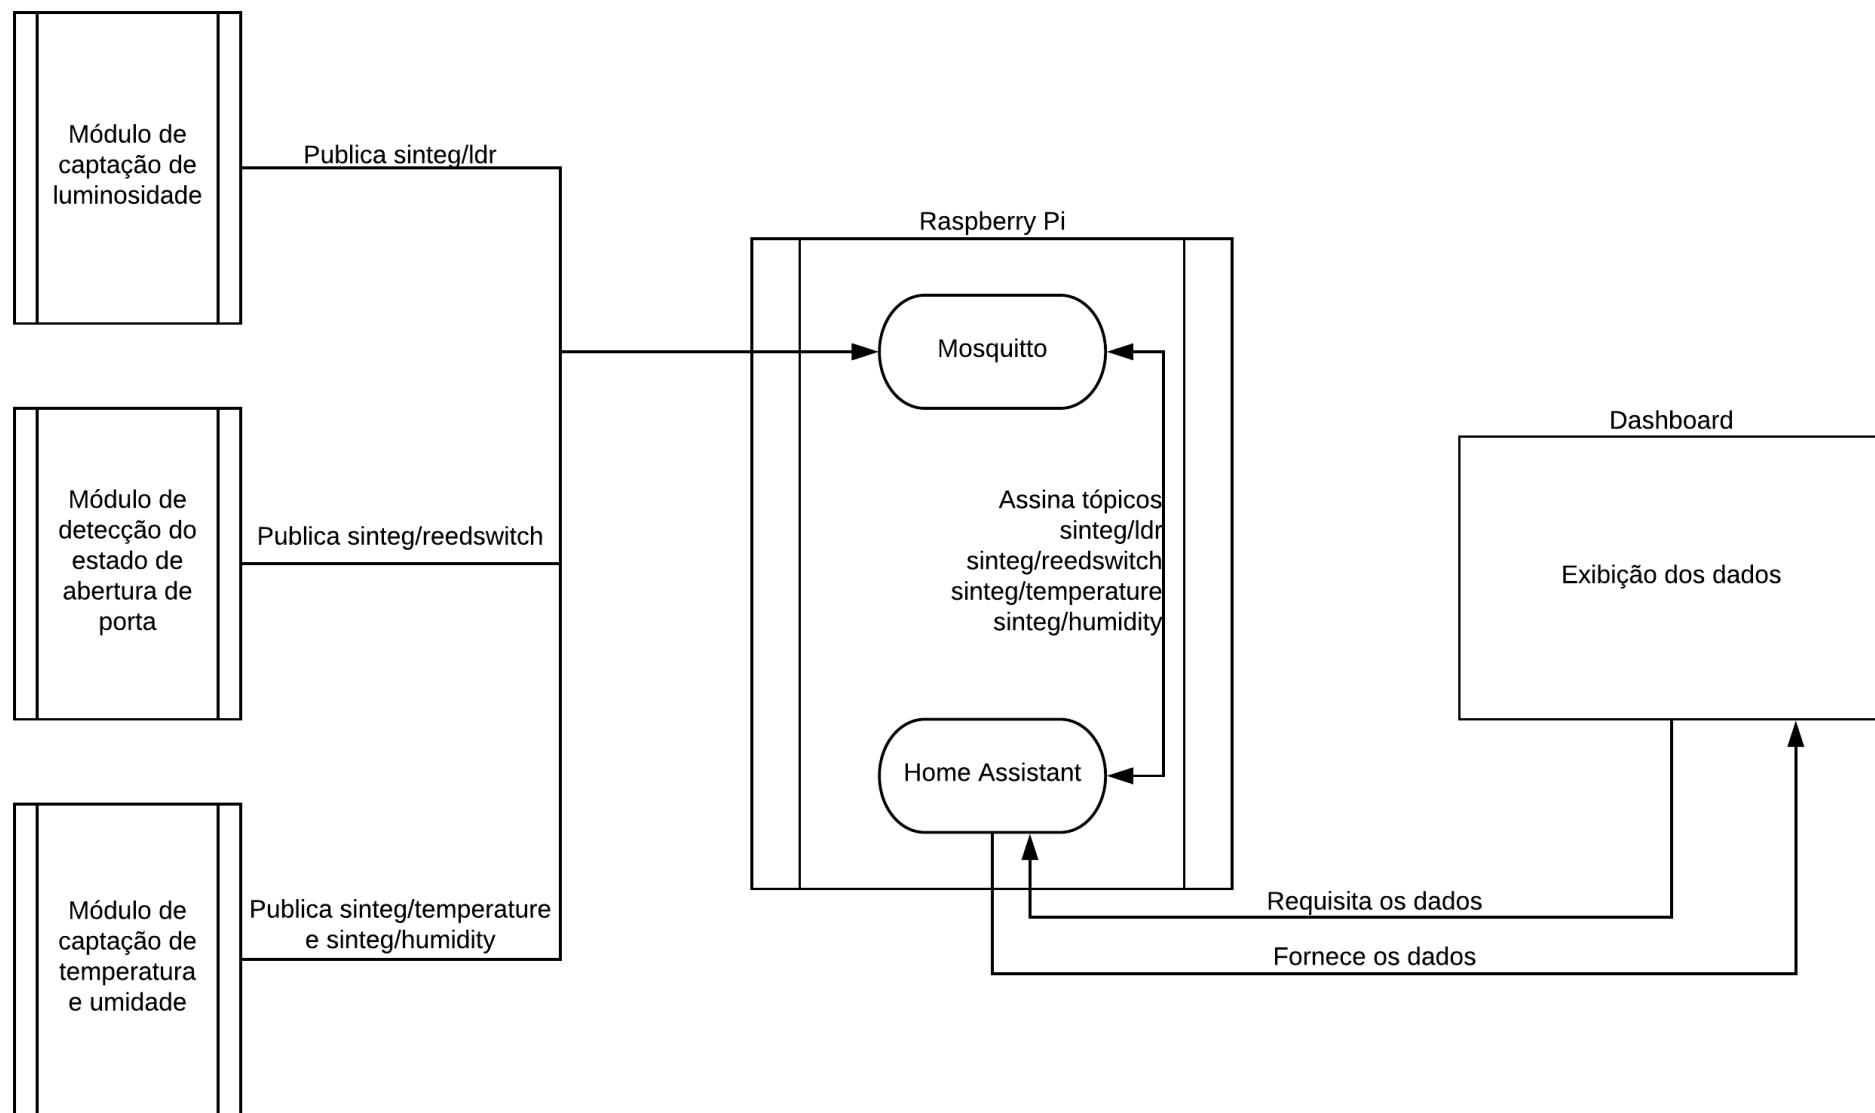 Módulo de
captação de
luminosidade
Publica sinteg/ldr
Módulo de
detecção do
estado de
abertura de
porta
Publica sinteg/reedswitch
Módulo de
captação de
temperatura
e umidade
Publica sinteg/temperature
e sinteg/humidity
Raspberry Pi
Mosquitto
Assina tópicos
sinteg/ldr
sinteg/reedswitch
sinteg/temperature
sinteg/humidity
Home Assistant
Dashboard
Exibição dos dados
Requisita os dados
Fornece os dados